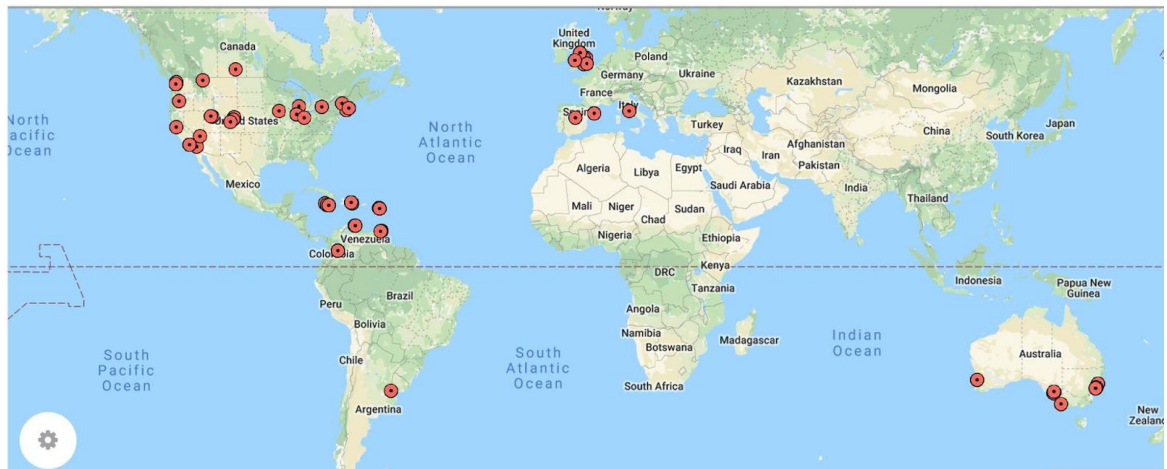 Norway
United
Kingdom
Canada
Poland
Germany
Ukraine
Kazakhstan
Mongolia
France
North
Pacific
Ocean
United States
North
Atlantic
Ocean
Spain
Italy
Turkey
China
South Korea
Japan
Afghanistan
Iraq
Iran
Pakistan
Algeria
Libya
Egypt
Saudi Arabia
Mexico
India
Thailand
Mali
Niger
Chad
Sudan
Nigeria
Ethiopia
Venezuela
Colombia
DRC
Kenya
Tanzania
Indonesia
Papua New
Guinea
Peru
Brazil
Angola
Bolivia
Namibia
Botswana
Madagascar
Indian
Ocean
South
Pacific
Ocean
Chile
South
Atlantic
Ocean
Australia
South Africa
Argentina
New
Zealand